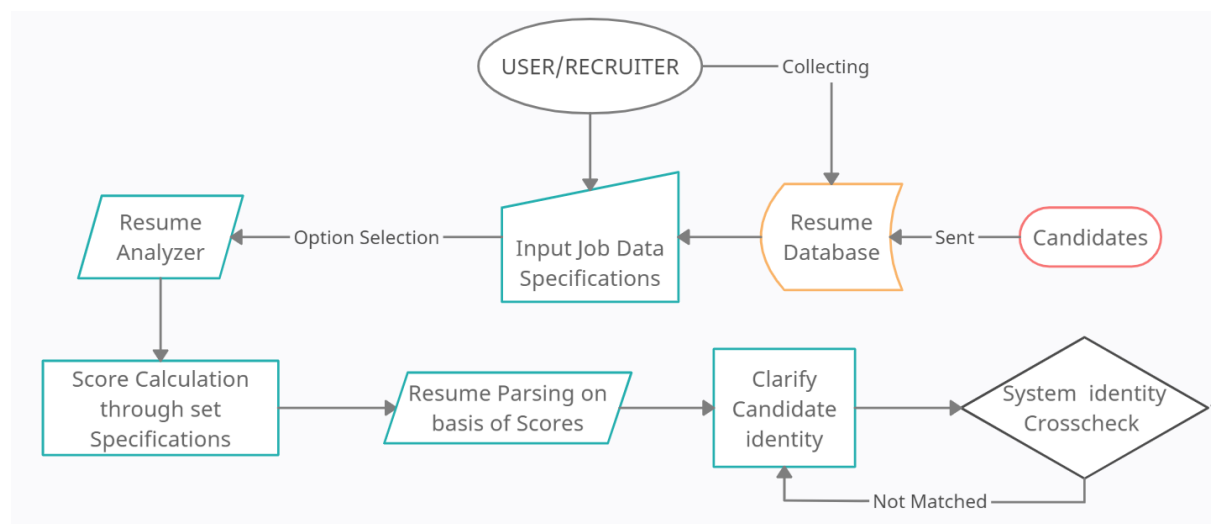 USER/RECRUITER
Collecting
Resume
Analyzer
Option Selection
Input Job Data
Specifications
Resume
Database
Sent
Candidates
Score Calculation
through set
Specifications
Resume Parsing on
basis of Scores
Clarify
Candidate
identity
System identity
Crosscheck
Not Matched